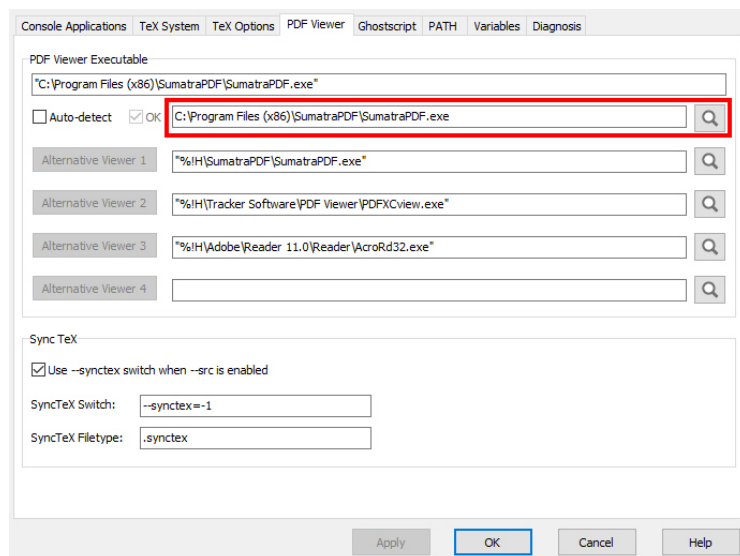 Console Applications TeX System TeX Options PDF Viewer Ghostscript PATH Variables Diagnosis
PDF Viewer Executable
"C:\Program Files (x86)\SumatraPDF\SumatraPDF.exe"
Auto-detect OK C:\Program Files (x86)\SumatraPDF\SumatraPDF.exe
Alternative Viewer 1 "%!H\SumatraPDF\SumatraPDF.exe"
Alternative Viewer 2 "%!H\Tracker Software\PDF Viewer\PDFXCview.exe"
Alternative Viewer 3 "%!H\Adobe\Reader 11.0\Reader\AcroRd32.exe"
Alternative Viewer 4
Sync TeX
Use --synctex switch when --src is enabled
SyncTeX Switch: --synctex=-1
SyncTeX Filetype: .synctex
Apply OK Cancel Help